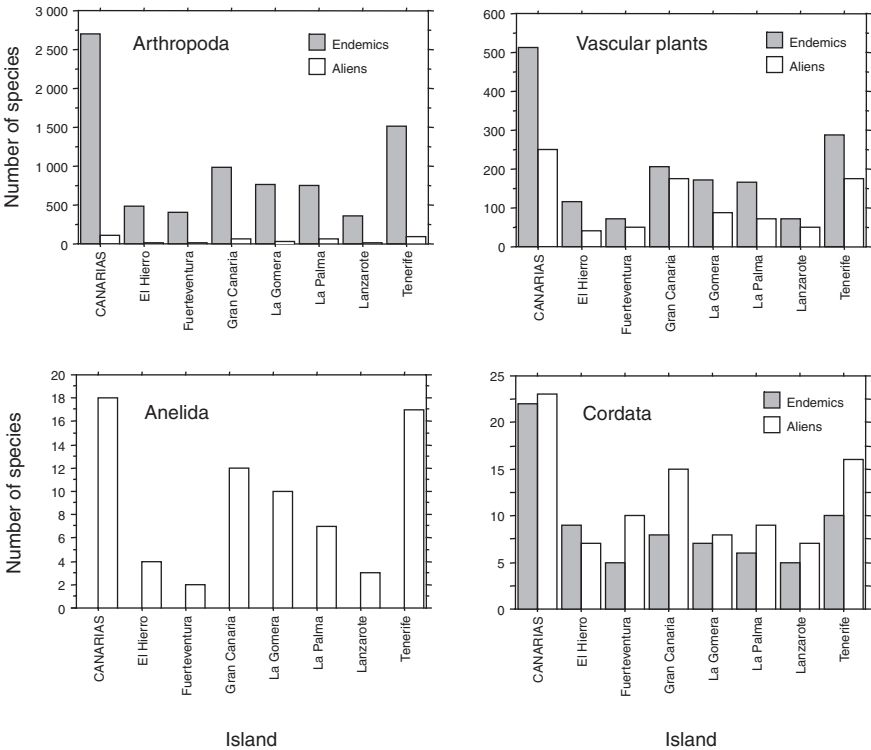 Number of species
3 000
2 500
2 000
1 500
1 000
500
0
Arthropoda
Endemics
Aliens
CANARIAS
El Hierro
Fuerteventura
Gran Canaria
La Gomera
La Palma
Lanzarote
Tenerife
600
500
400
300
200
100
0
Vascular plants
Endemics
Aliens
CANARIAS
El Hierro
Fuerteventura
Gran Canaria
La Gomera
La Palma
Lanzarote
Tenerife
Number of species
20
18
16
14
12
10
8
6
4
2
0
Anelida
CANARIAS
El Hierro
Fuerteventura
Gran Canaria
La Gomera
La Palma
Lanzarote
Tenerife
Island
25
20
15
10
5
0
Cordata
Endemics
Aliens
CANARIAS
El Hierro
Fuerteventura
Gran Canaria
La Gomera
La Palma
Lanzarote
Tenerife
Island